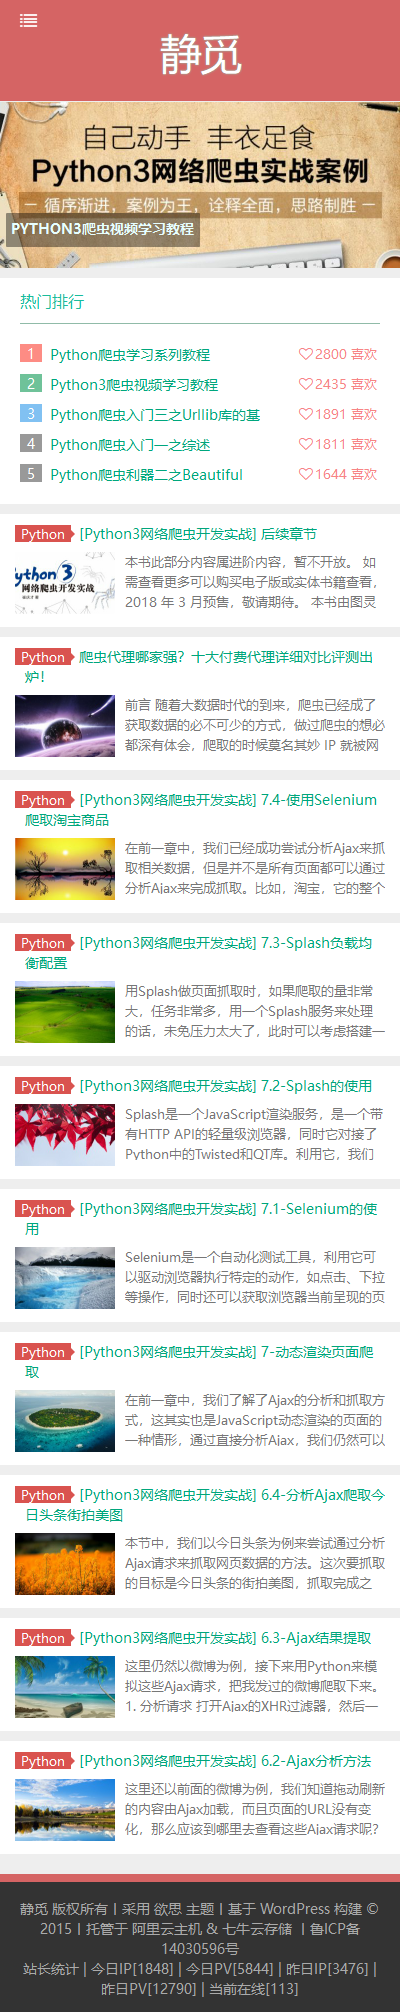 静觅
自己动手 丰衣足食
Python3网络爬虫实战案例
— 循序渐进，案例为王，诠释全面，思路制胜 —
PYTHON3爬虫视频学习教程
热门排行
1 Python爬虫学习系列教程 2800 喜欢
2 Python3爬虫视频学习教程 2435 喜欢
3 Python爬虫入门三之Urllib库的基 1891 喜欢
4 Python爬虫入门一之综述 1811 喜欢
5 Python爬虫利器二之Beautiful 1644 喜欢
Python [Python3网络爬虫开发实战] 后续章节
ython 3
网络爬虫开发实战
本书此部分内容属进阶内容，暂不开放。 如
需查看更多可以购买电子版或实体书籍查看，
2018 年 3 月预售，敬请期待。 本书由图灵
Python 爬虫代理哪家强？十大付费代理详细对比评测出
炉！
前言 随着大数据时代的到来，爬虫已经成了
获取数据的必不可少的方式，做过爬虫的想必
都深有体会，爬取的时候莫名其妙 IP 就被网
Python [Python3网络爬虫开发实战] 7.4-使用Selenium
爬取淘宝商品
在前一章中，我们已经成功尝试分析Ajax来抓
取相关数据，但是并不是所有页面都可以通过
分析Ajax来完成抓取。比如，淘宝，它的整个
Python [Python3网络爬虫开发实战] 7.3-Splash负载均
衡配置
用Splash做页面抓取时，如果爬取的量非常
大，任务非常多，用一个Splash服务来处理
的话，未免压力太大了，此时可以考虑搭建一
Python [Python3网络爬虫开发实战] 7.2-Splash的使用
Splash是一个JavaScript渲染服务，是一个带
有HTTP API的轻量级浏览器，同时它对接了
Python中的Twisted和QT库。利用它，我们
Python [Python3网络爬虫开发实战] 7.1-Selenium的使
用
Selenium是一个自动化测试工具，利用它可
以驱动浏览器执行特定的动作，如点击、下拉
等操作，同时还可以获取浏览器当前呈现的页
Python [Python3网络爬虫开发实战] 7-动态渲染页面爬
取
在前一章中，我们了解了Ajax的分析和抓取方
式，这其实也是JavaScript动态渲染的页面的
一种情形，通过直接分析Ajax，我们仍然可以
Python [Python3网络爬虫开发实战] 6.4-分析Ajax爬取今
日头条街拍美图
本节中，我们以今日头条为例来尝试通过分析
Ajax请求来抓取网页数据的方法。这次要抓取
的目标是今日头条的街拍美图，抓取完成之
Python [Python3网络爬虫开发实战] 6.3-Ajax结果提取
这里仍然以微博为例，接下来用Python来模
拟这些Ajax请求，把我发过的微博爬取下来。
1. 分析请求 打开Ajax的XHR过滤器，然后一
Python [Python3网络爬虫开发实战] 6.2-Ajax分析方法
这里还以前面的微博为例，我们知道拖动刷新
的内容由Ajax加载，而且页面的URL没有变
化，那么应该到哪里去查看这些Ajax请求呢？
静觅 版权所有丨采用 欲思 主题丨基于 WordPress 构建 ©
2015丨托管于 阿里云主机 & 七牛云存储 丨鲁ICP备
14030596号
站长统计 | 今日IP[1848] | 今日PV[5844] | 昨日IP[3476] |
昨日PV[12790] | 当前在线[113]